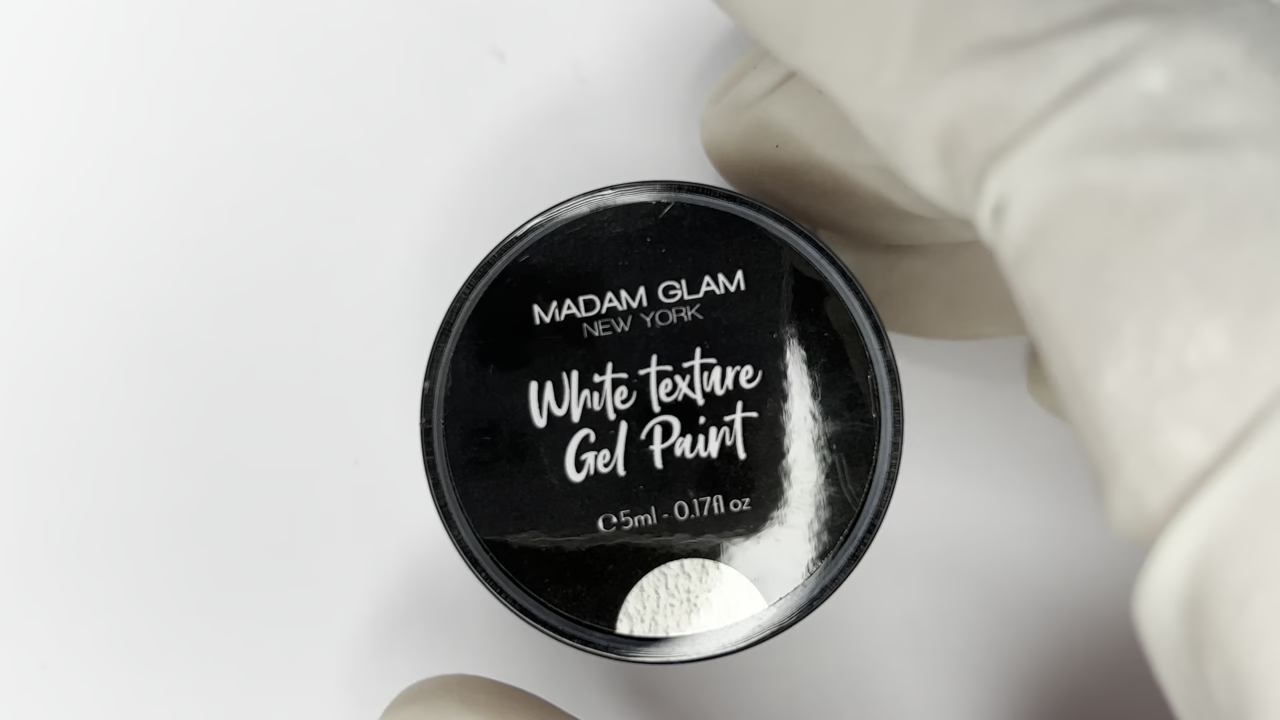 MADAM GLAM
NEW YORK
White texture
Gel Paint
℮5ml - 0.17fl oz